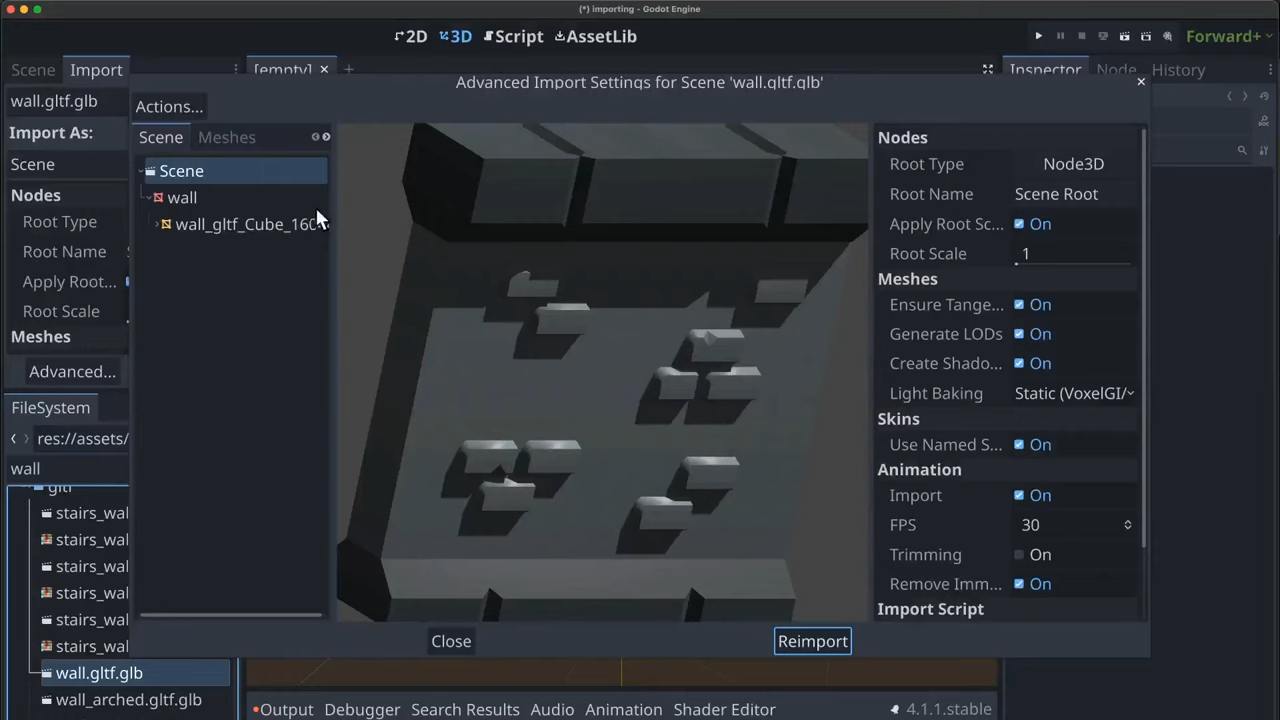 (*) importing - Godot Engine
2D 3D Script AssetLib
Forward+
Scene Import
[empty]
Inspector Node History
wall.gltf.glb
Import As:
Scene
Nodes
Root Type
Root Name
Apply Root...
Root Scale
Meshes
Advanced...
FileSystem
res://assets/
wall
gltf
stairs_wal
stairs_wal
stairs_wal
stairs_wal
stairs_wal
stairs_wal
wall.gltf.glb
wall_arched.gltf.glb
Advanced Import Settings for Scene 'wall.gltf.glb'
Actions...
Scene Meshes
Scene
wall
wall_gltf_Cube_160
Nodes
Root Type Node3D
Root Name Scene Root
Apply Root Sc... On
Root Scale 1
Meshes
Ensure Tange... On
Generate LODs On
Create Shado... On
Light Baking Static (VoxelGI/
Skins
Use Named S... On
Animation
Import On
FPS 30
Trimming On
Remove Imm... On
Import Script
Close Reimport
Output Debugger Search Results Audio Animation Shader Editor 4.1.1.stable